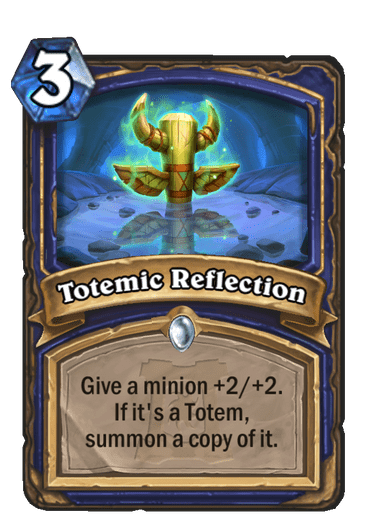 3
Totemic Reflection
Give a minion +2/+2.
If it's a Totem,
summon a copy of it.